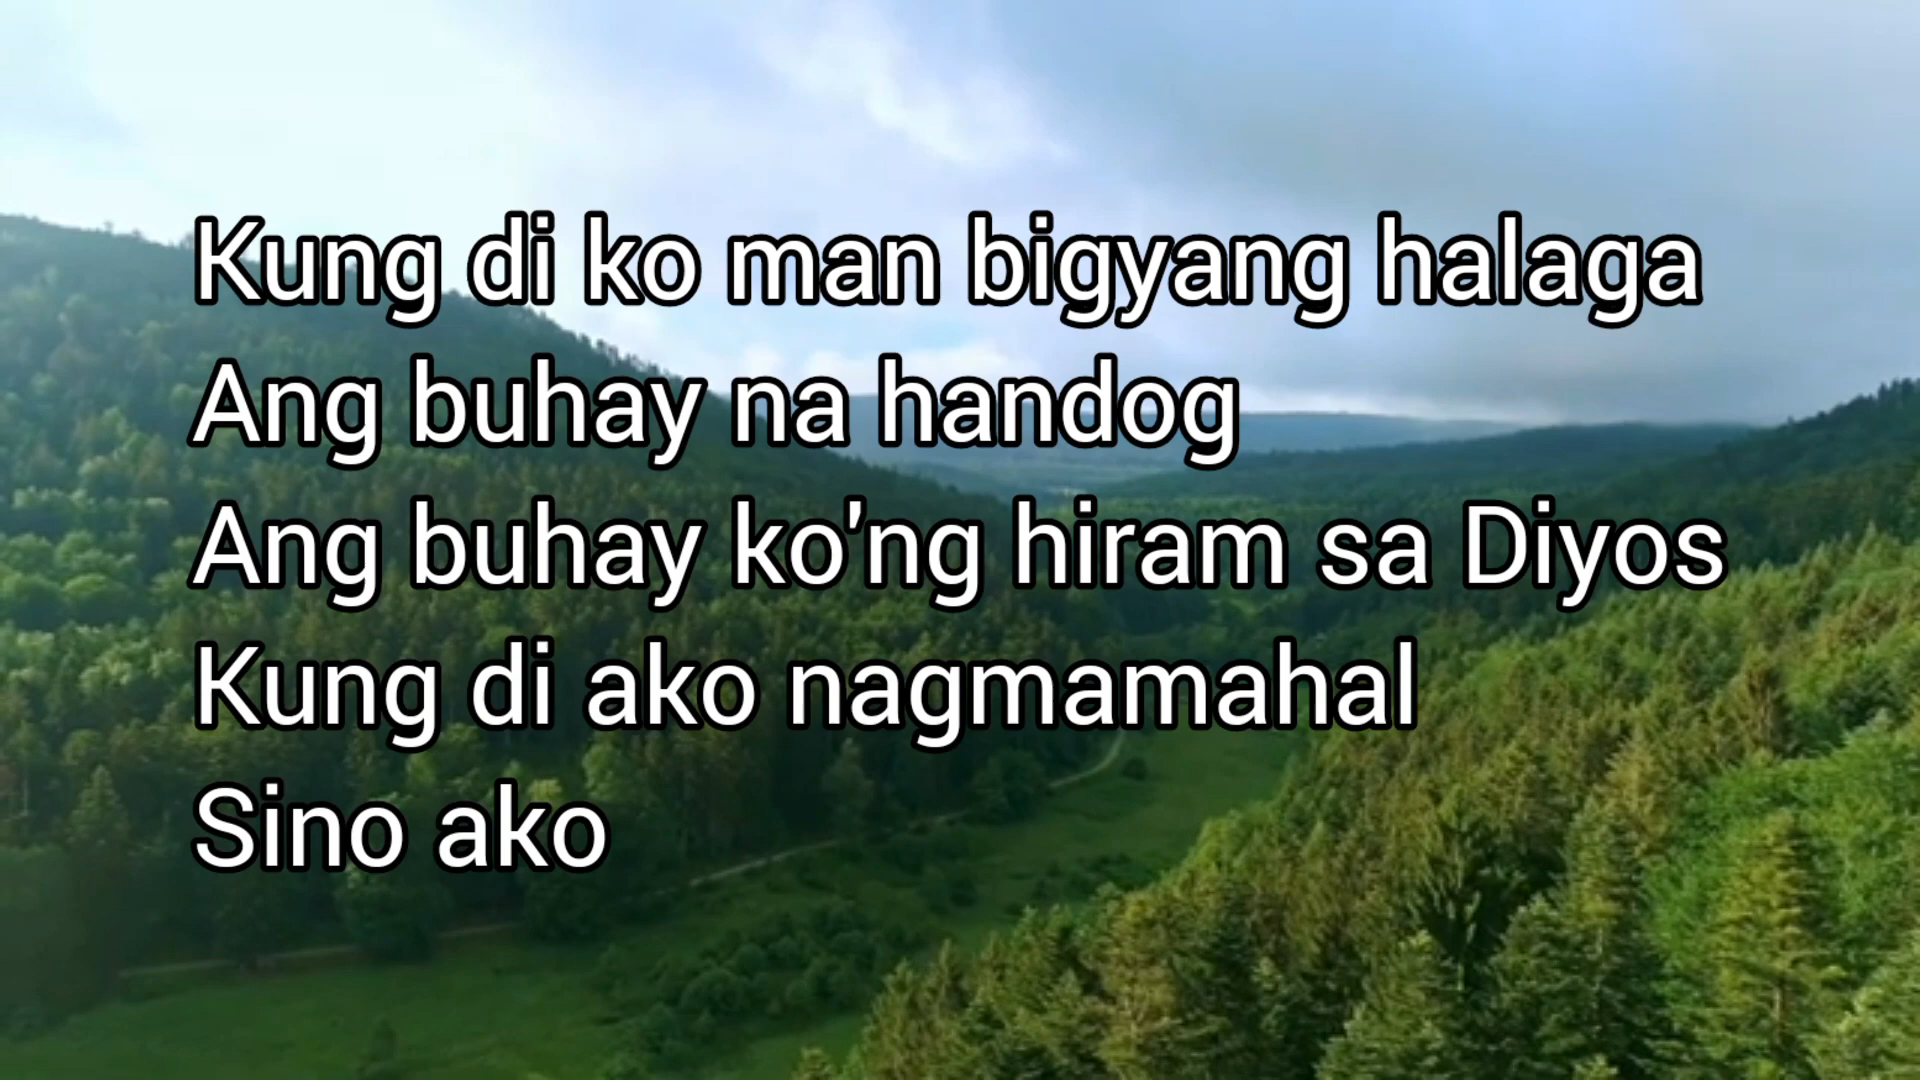 Kung di ko man bigyang halaga
Ang buhay na handog
Ang buhay ko'ng hiram sa Diyos
Kung di ako nagmamahal
Sino ako